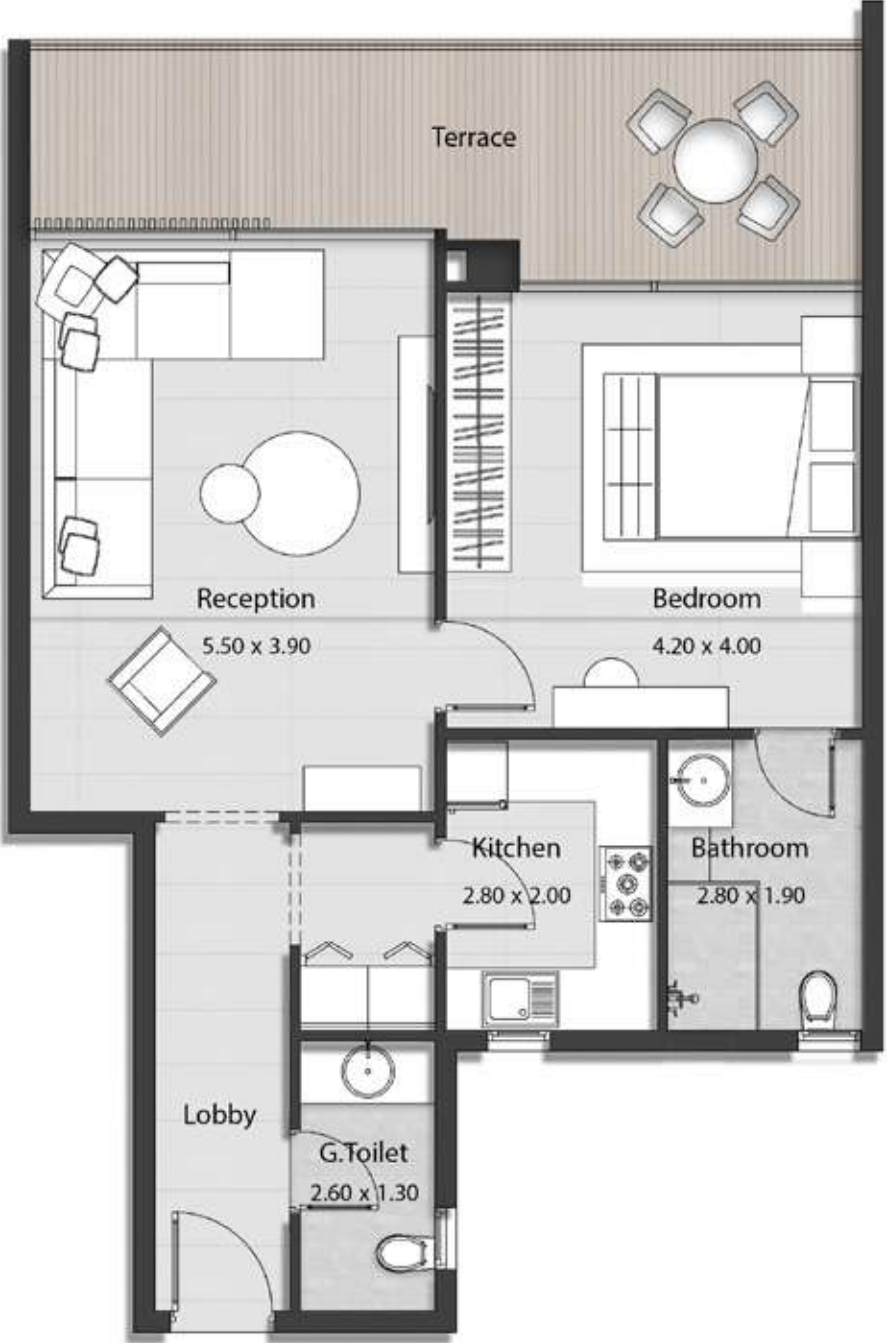 Terrace
Reception
5.50 x 3.90
Bedroom
4.20 x 4.00
Kitchen
2.80 x 2.00
Bathroom
2.80 x 1.90
Lobby
G.Toilet
2.60 x 1.30